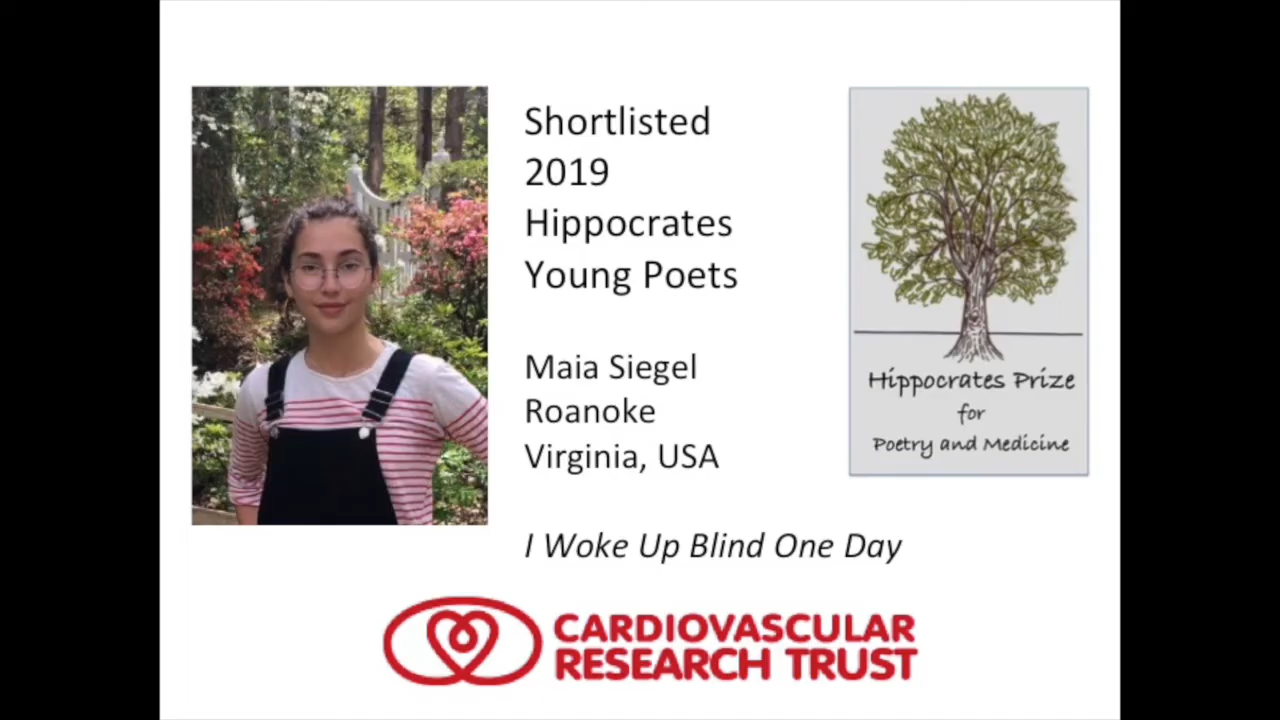 Shortlisted
2019
Hippocrates
Young Poets
Maia Siegel
Roanoke
Virginia, USA
I Woke Up Blind One Day
Hippocrates Prize
for
Poetry and Medicine
CARDIOVASCULAR
RESEARCH TRUST